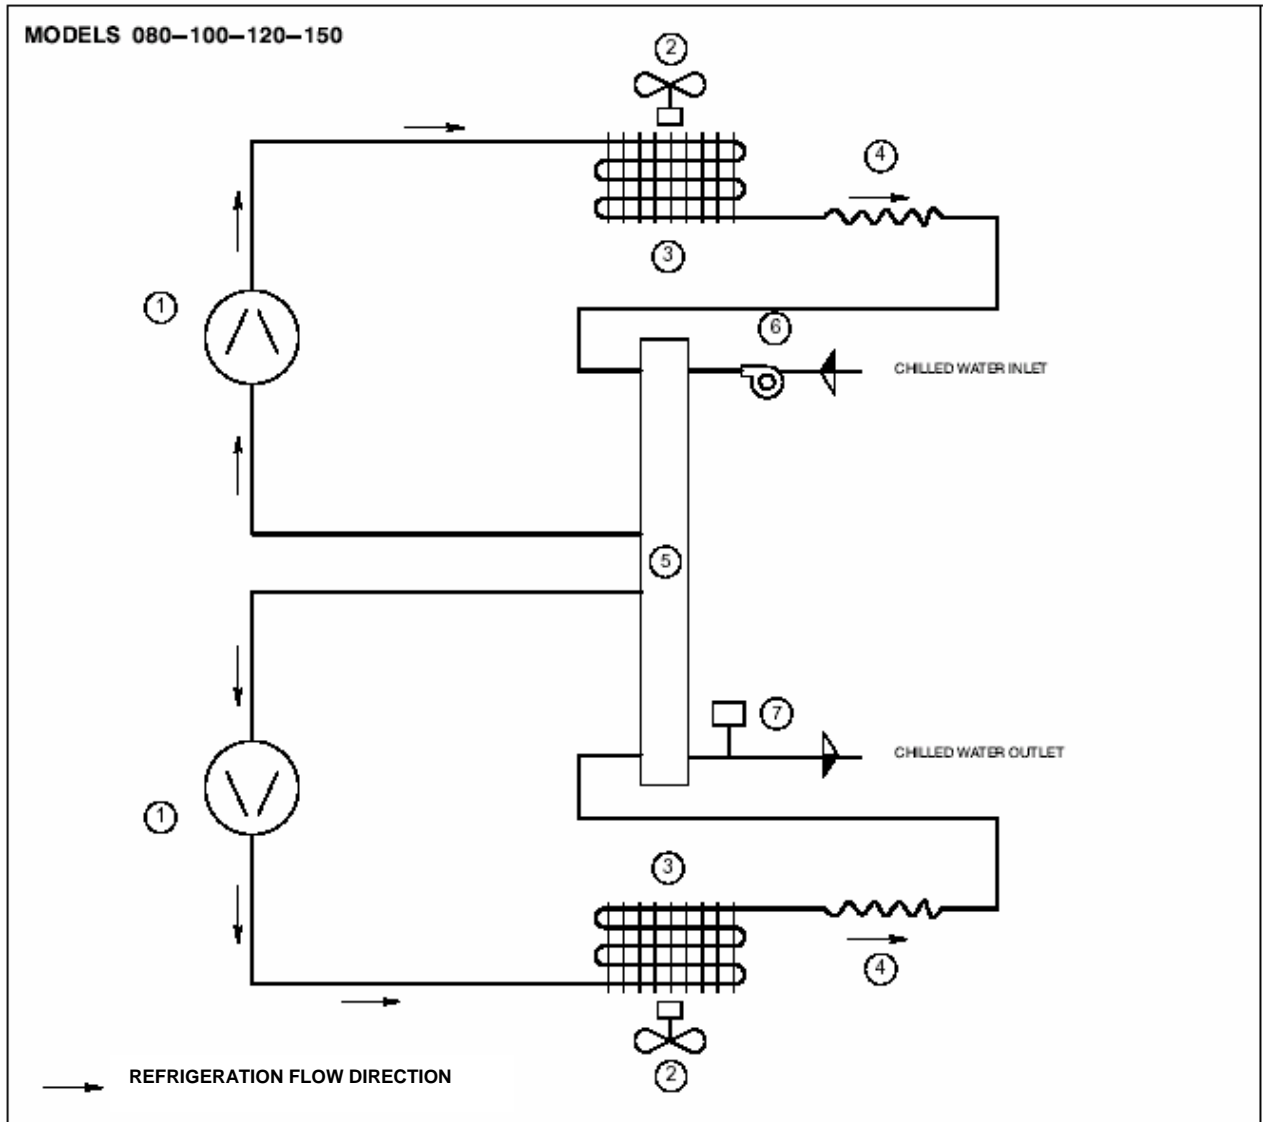 MODELS 080–100–120–150
2
4
3
1
6
CHILLED WATER INLET
5
7
CHILLED WATER OUTLET
1
3
4
2
REFRIGERATION FLOW DIRECTION